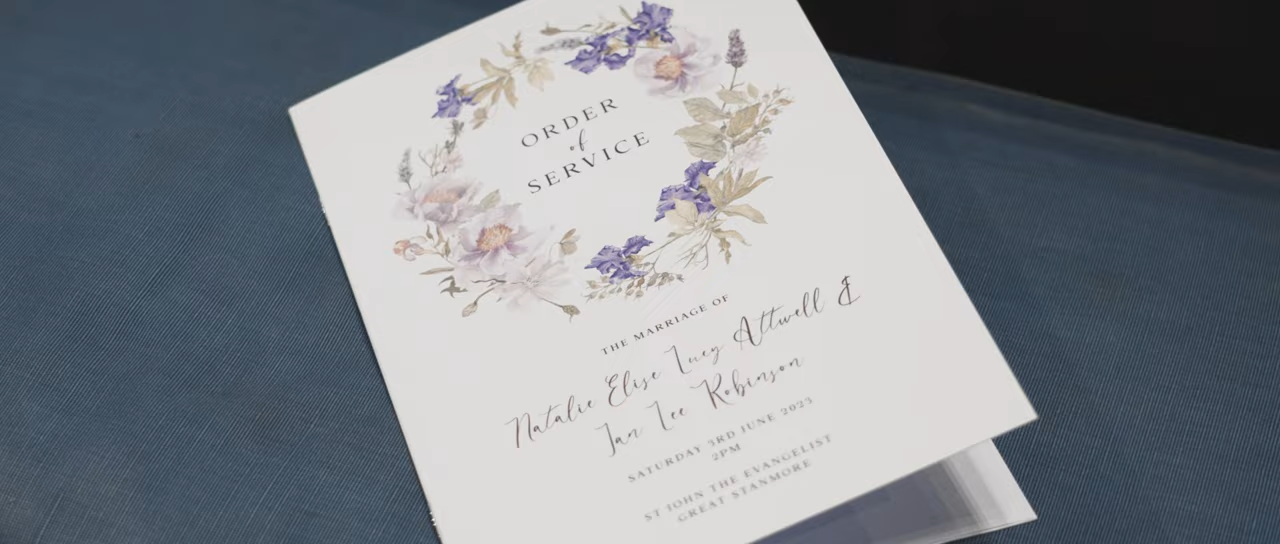 ORDER
of
SERVICE
THE MARRIAGE OF
Natalie Elise Lucy Attwell &
Ian Lee Robinson
SATURDAY 3RD JUNE 2023
2PM
ST JOHN THE EVANGELIST
GREAT STANMORE